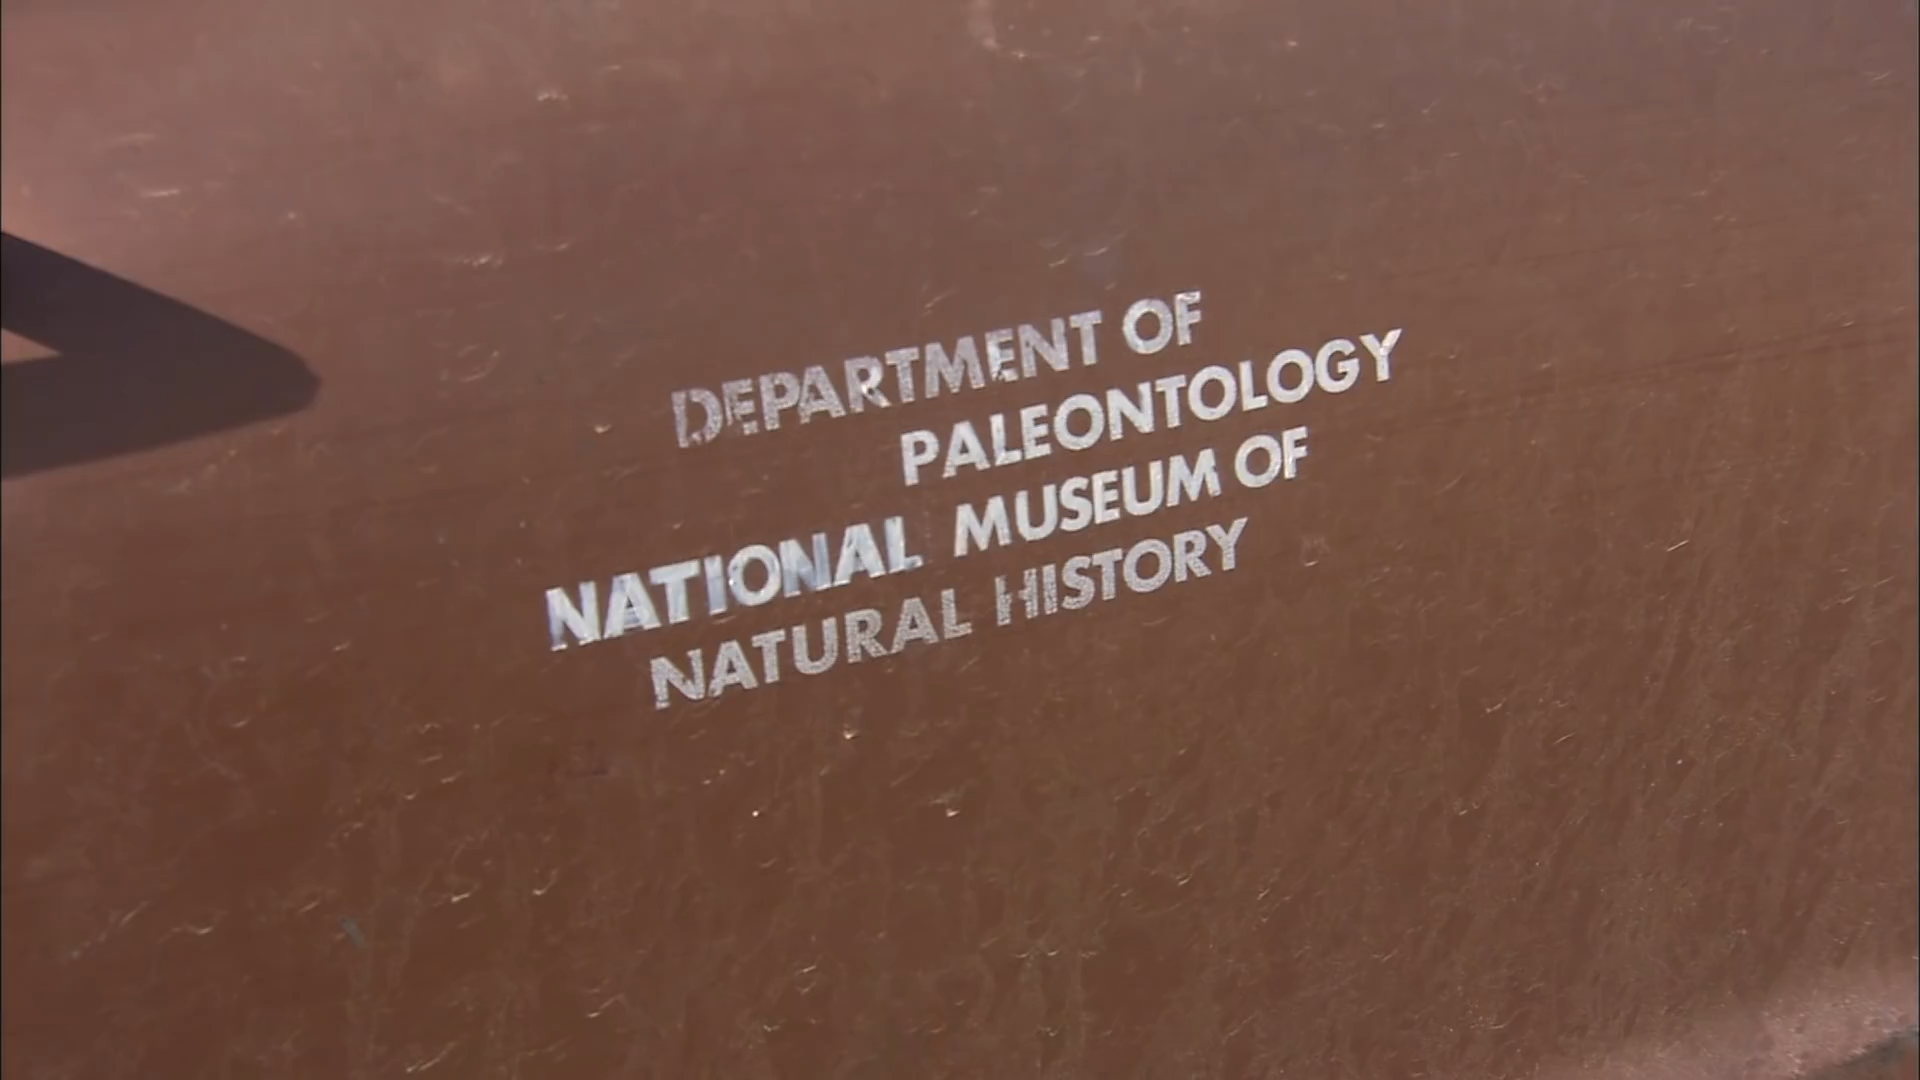 DEPARTMENT OF
PALEONTOLOGY
NATIONAL MUSEUM OF
NATURAL HISTORY